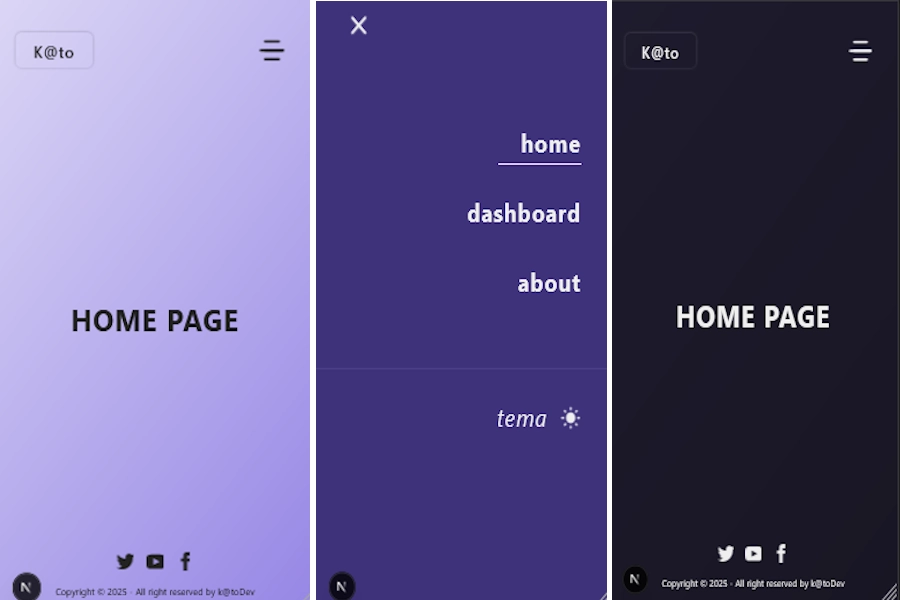 K@to
HOME PAGE
N
Copyright © 2025 - All right reserved by k@toDev
home
dashboard
about
tema
N
K@to
HOME PAGE
N
Copyright © 2025 - All right reserved by k@toDev